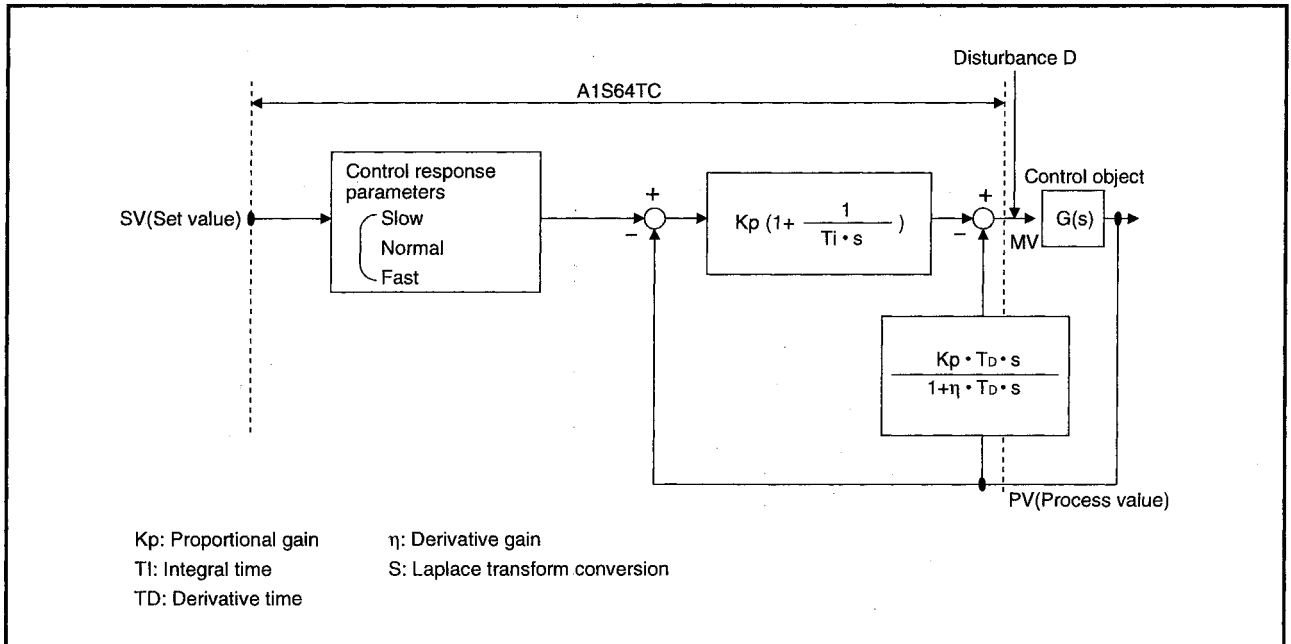 Disturbance D
A1S64TC
Control response
parameters
Slow
Normal
Fast
SV(Set value)
+
−
Kp (1+ 1 / Ti • s )
+
−
MV
Control object
G(s)
Kp • TD • s
1+η • TD • s
PV(Process value)
Kp: Proportional gain η: Derivative gain
TI: Integral time S: Laplace transform conversion
TD: Derivative time